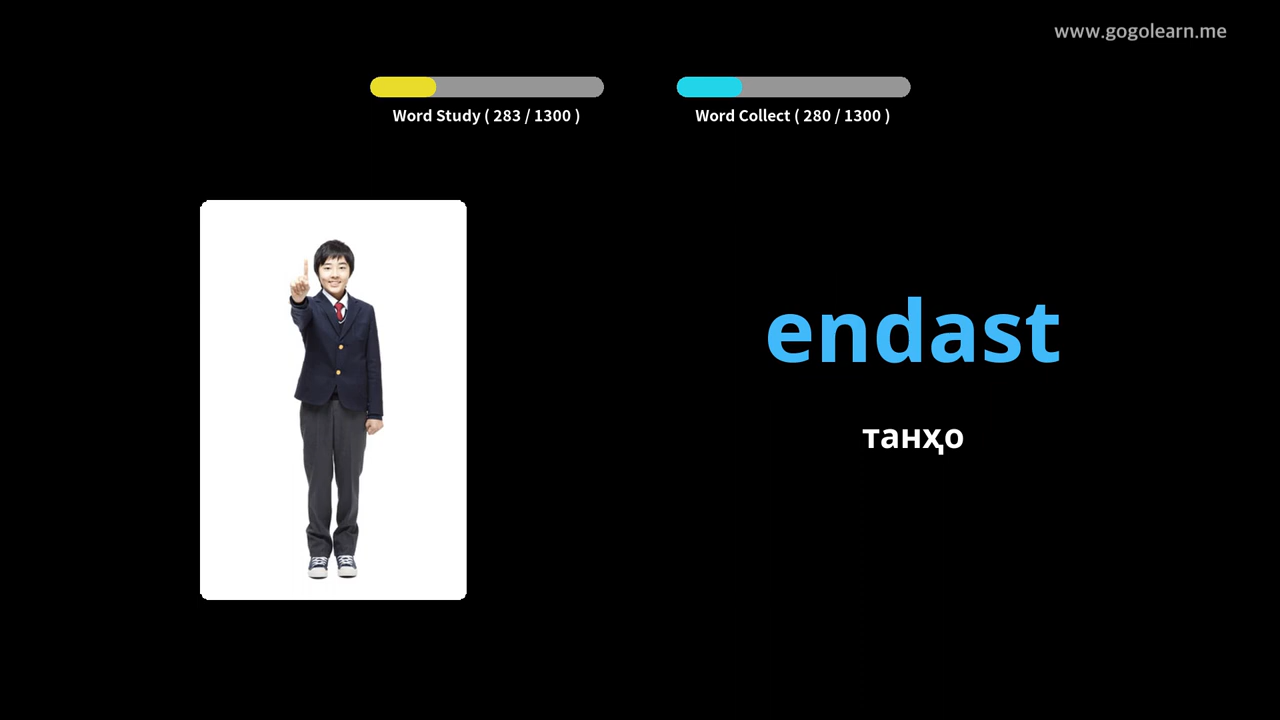 www.gogolearn.me
Word Study ( 283 / 1300 )
Word Collect ( 280 / 1300 )
endast
танҳо